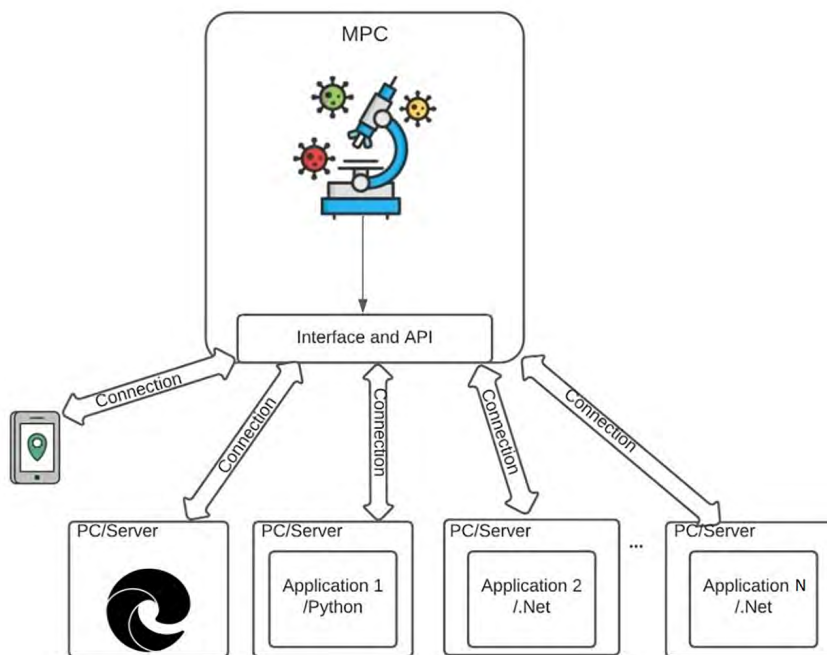 MPC
Interface and API
Connection
Connection
Connection
Connection
Connection
PC/Server
PC/Server
PC/Server
...
PC/Server
Application 1
/Python
Application 2
/.Net
Application N
/.Net